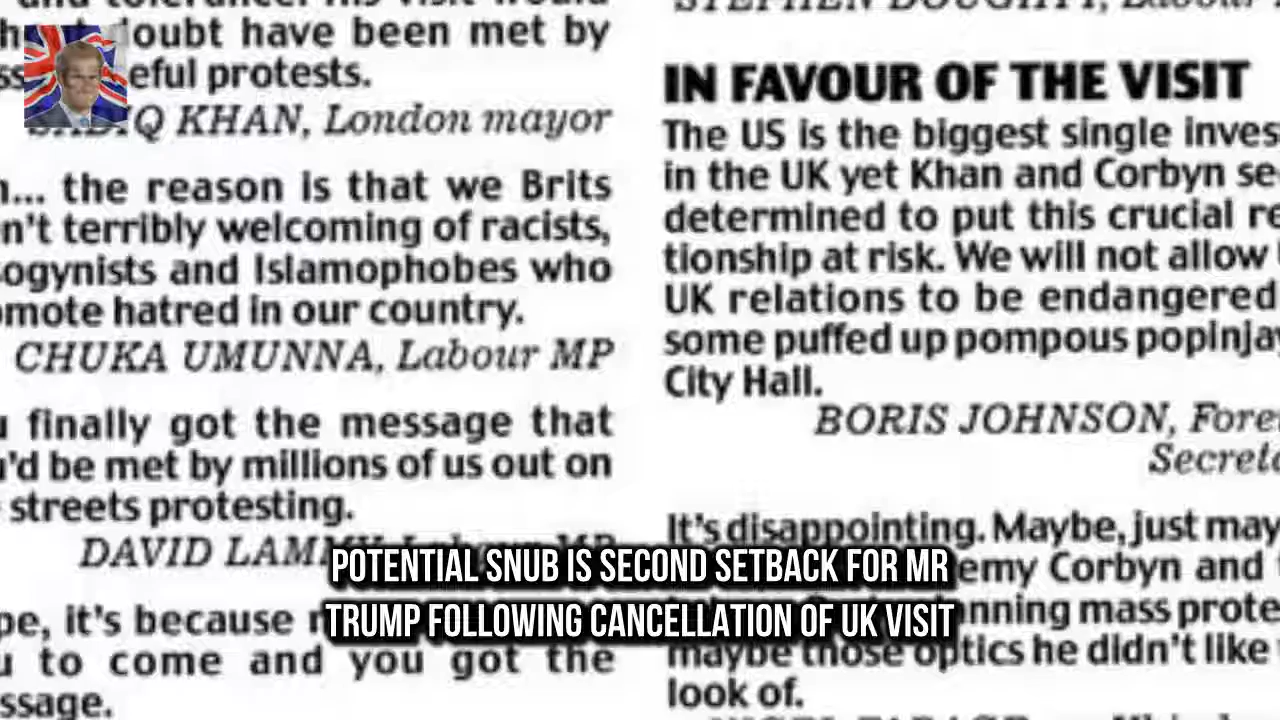 doubt have been met by
eful protests.
KHAN, London mayor
... the reason is that we Brits
n't terribly welcoming of racists,
ogynists and Islamophobes who
omote hatred in our country.
CHUKA UMUNNA, Labour MP
finally got the message that
u'd be met by millions of us out on
streets protesting.
DAVID LAMMY, Labour MP
pe, it's because
u to come and you got the
ssage.
STEPHEN DOUGHTY, Labour
IN FAVOUR OF THE VISIT
The US is the biggest single inves
in the UK yet Khan and Corbyn se
determined to put this crucial re
tionship at risk. We will not allow
UK relations to be endangered
some puffed up pompous popinjay
City Hall.
BORIS JOHNSON, Fore
Secreta
It's disappointing. Maybe, just may
emy Corbyn and
nning mass prote
maybe those optics he didn't like
look of.
POTENTIAL SNUB IS SECOND SETBACK FOR MR
TRUMP FOLLOWING CANCELLATION OF UK VISIT